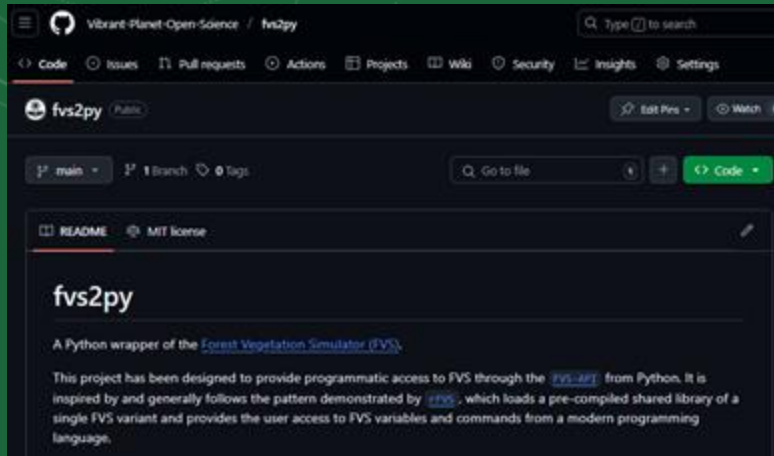 Vibrant-Planet-Open-Science / fvs2py
Type / to search
Code Issues Pull requests Actions Projects Wiki Security Insights Settings
fvs2py Public
Edit Pins Watch
main 1 Branch 0 Tags
Go to file
t
+
Code
README MIT license
fvs2py
A Python wrapper of the Forest Vegetation Simulator (FVS).
This project has been designed to provide programmatic access to FVS through the FVS-API from Python. It is
inspired by and generally follows the pattern demonstrated by rFVS , which loads a pre-compiled shared library of a
single FVS variant and provides the user access to FVS variables and commands from a modern programming
language.